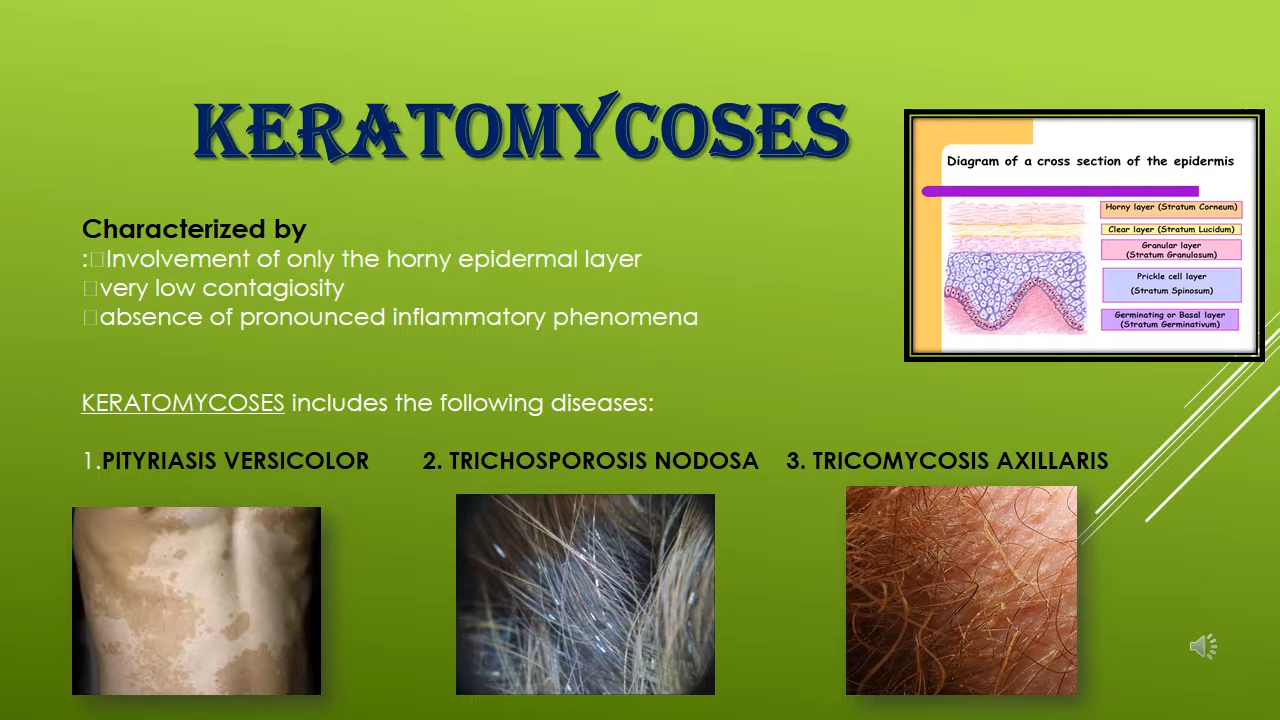 KERATOMYCOSES
Diagram of a cross section of the epidermis
Horny layer (Stratum Corneum)
Clear layer (Stratum Lucidum)
Granular layer
(Stratum Granulosum)
Prickle cell layer
(Stratum Spinosum)
Germinating or Basal layer
(Stratum Germinativum)
Characterized by
:Involvement of only the horny epidermal layer
very low contagiosity
absence of pronounced inflammatory phenomena
KERATOMYCOSES includes the following diseases:
1.PITYRIASIS VERSICOLOR 2. TRICHOSPOROSIS NODOSA 3. TRICOMYCOSIS AXILLARIS